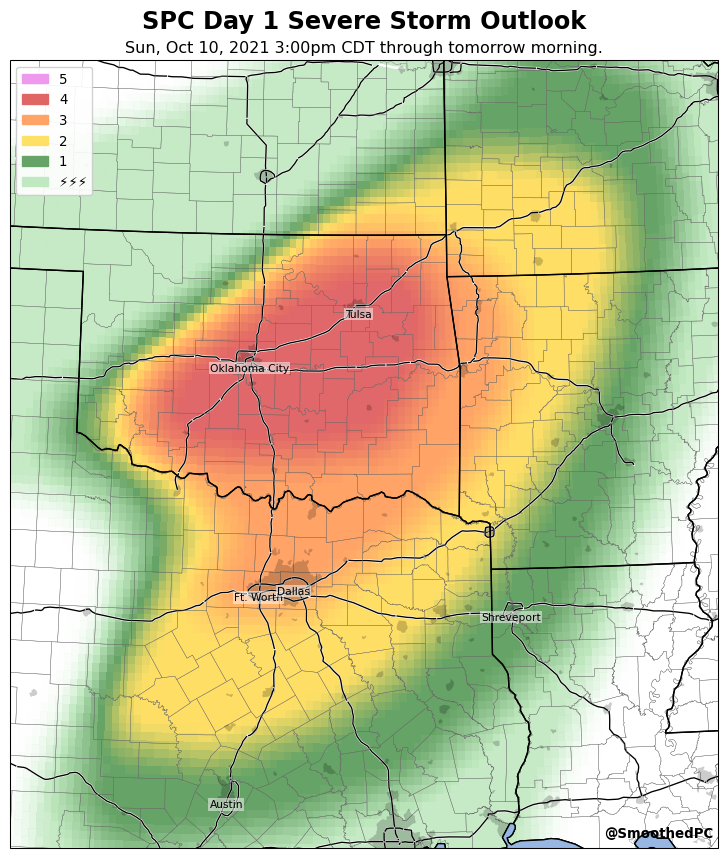 SPC Day 1 Severe Storm Outlook
Sun, Oct 10, 2021 3:00pm CDT through tomorrow morning.
5
4
3
2
1
⚡⚡⚡
Tulsa
Oklahoma City
Dallas
Ft. Worth
Shreveport
Austin
@SmoothedPC